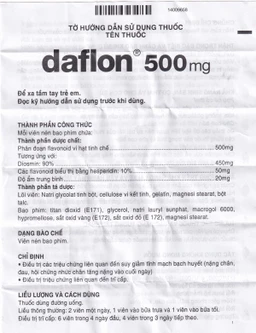 14009668
TỜ HƯỚNG DẪN SỬ DỤNG THUỐC
TÊN THUỐC
daflon® 500 mg
Để xa tầm tay trẻ em.
Đọc kỹ hướng dẫn sử dụng trước khi dùng.
THÀNH PHẦN CÔNG THỨC
Mỗi viên nén bao phim chứa:
Thành phần dược chất:
Phân đoạn flavonoid vi hạt tinh chế 500mg
Tương ứng với:
Diosmin: 90% 450mg
Các flavonoid biểu thị bằng hesperidin: 10% 50mg
Độ ẩm trung bình 20mg
Thành phần tá dược:
Lõi viên: Natri glycolat tinh bột, cellulose vi kết tinh, gelatin, magnesi stearat, bột
talc.
Bao phim: titan dioxid (E171), glycerol, natri lauryl sunphat, macrogol 6000,
hypromellose, sắt oxid vàng (E172), sắt oxid đỏ (E 172), magnesi stearat.
DẠNG BÀO CHẾ
Viên nén bao phim.
CHỈ ĐỊNH
• Điều trị các triệu chứng liên quan đến suy giảm tĩnh mạch bạch huyết (nặng chân,
đau, hội chứng nhức chân tăng nặng vào cuối ngày)
• Điều trị triệu chứng liên quan đến trĩ cấp.
LIỀU LƯỢNG VÀ CÁCH DÙNG
Thuốc dùng đường uống.
Liều thông thường: 2 viên một ngày, 1 viên vào bữa trưa và 1 viên vào bữa tối.
Điều trị trĩ cấp: 6 viên trong 4 ngày đầu, 4 viên trong 3 ngày tiếp theo.